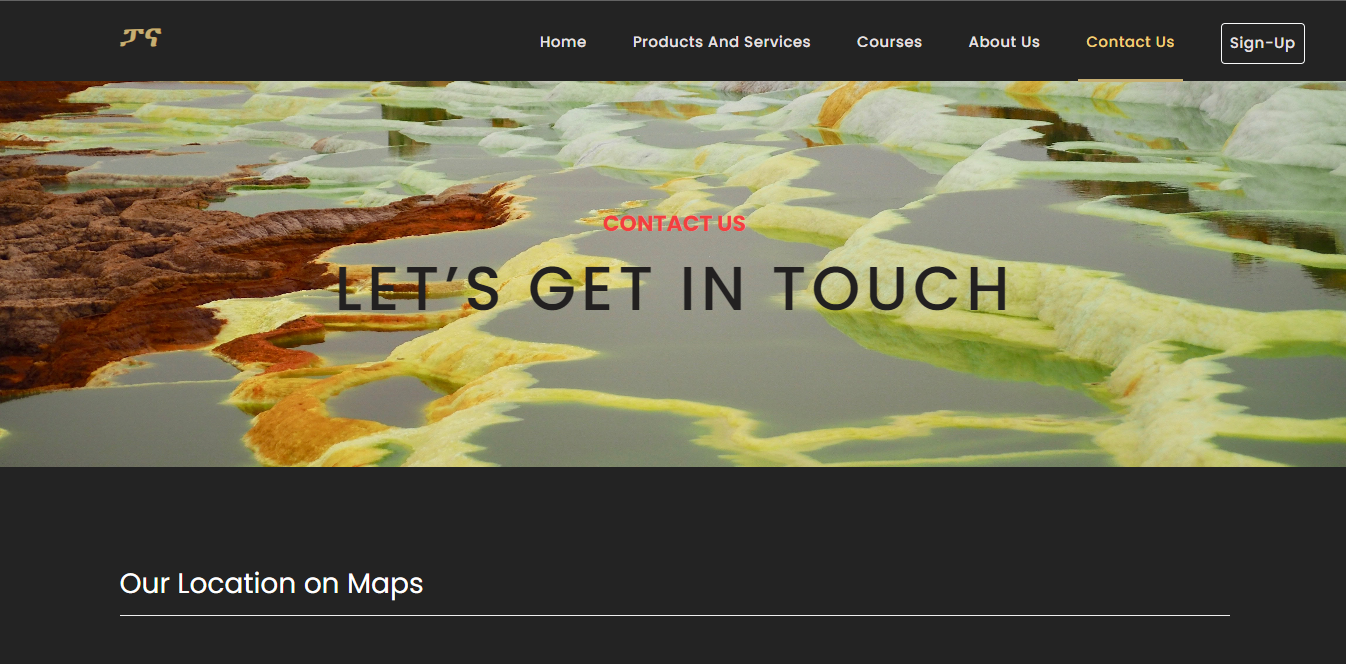 ፓና
Home
Products And Services
Courses
About Us
Contact Us
Sign-Up
CONTACT US
LET’S GET IN TOUCH
Our Location on Maps